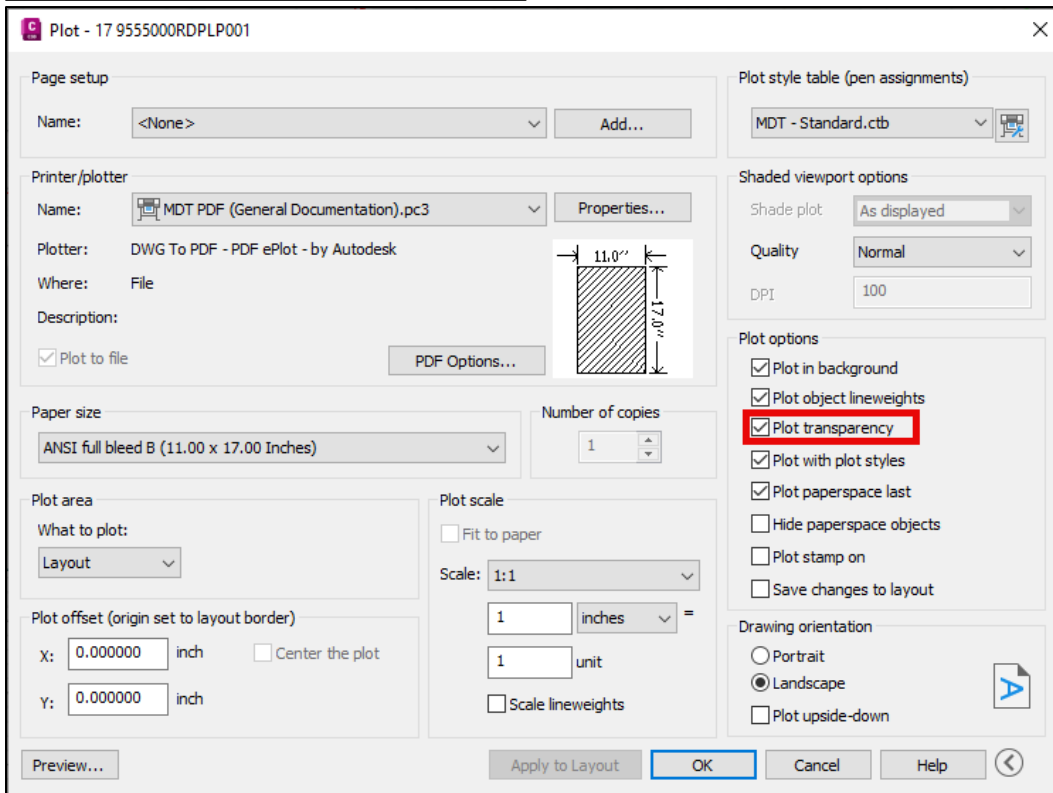 Plot - 17 9555000RDPLP001
Page setup
Name: <None> Add...
Printer/plotter
Name: MDT PDF (General Documentation).pc3 Properties...
Plotter: DWG To PDF - PDF ePlot - by Autodesk
Where: File
Description:
Plot to file
PDF Options...
11.0''
17.0''
Paper size
ANSI full bleed B (11.00 x 17.00 Inches)
Number of copies
1
Plot area
What to plot:
Layout
Plot offset (origin set to layout border)
X: 0.000000 inch
Center the plot
Y: 0.000000 inch
Plot scale
Fit to paper
Scale: 1:1
1 inches =
1 unit
Scale lineweights
Plot style table (pen assignments)
MDT - Standard.ctb
Shaded viewport options
Shade plot As displayed
Quality Normal
DPI 100
Plot options
Plot in background
Plot object lineweights
Plot transparency
Plot with plot styles
Plot paperspace last
Hide paperspace objects
Plot stamp on
Save changes to layout
Drawing orientation
Portrait
Landscape
Plot upside-down
A
Preview... Apply to Layout OK Cancel Help